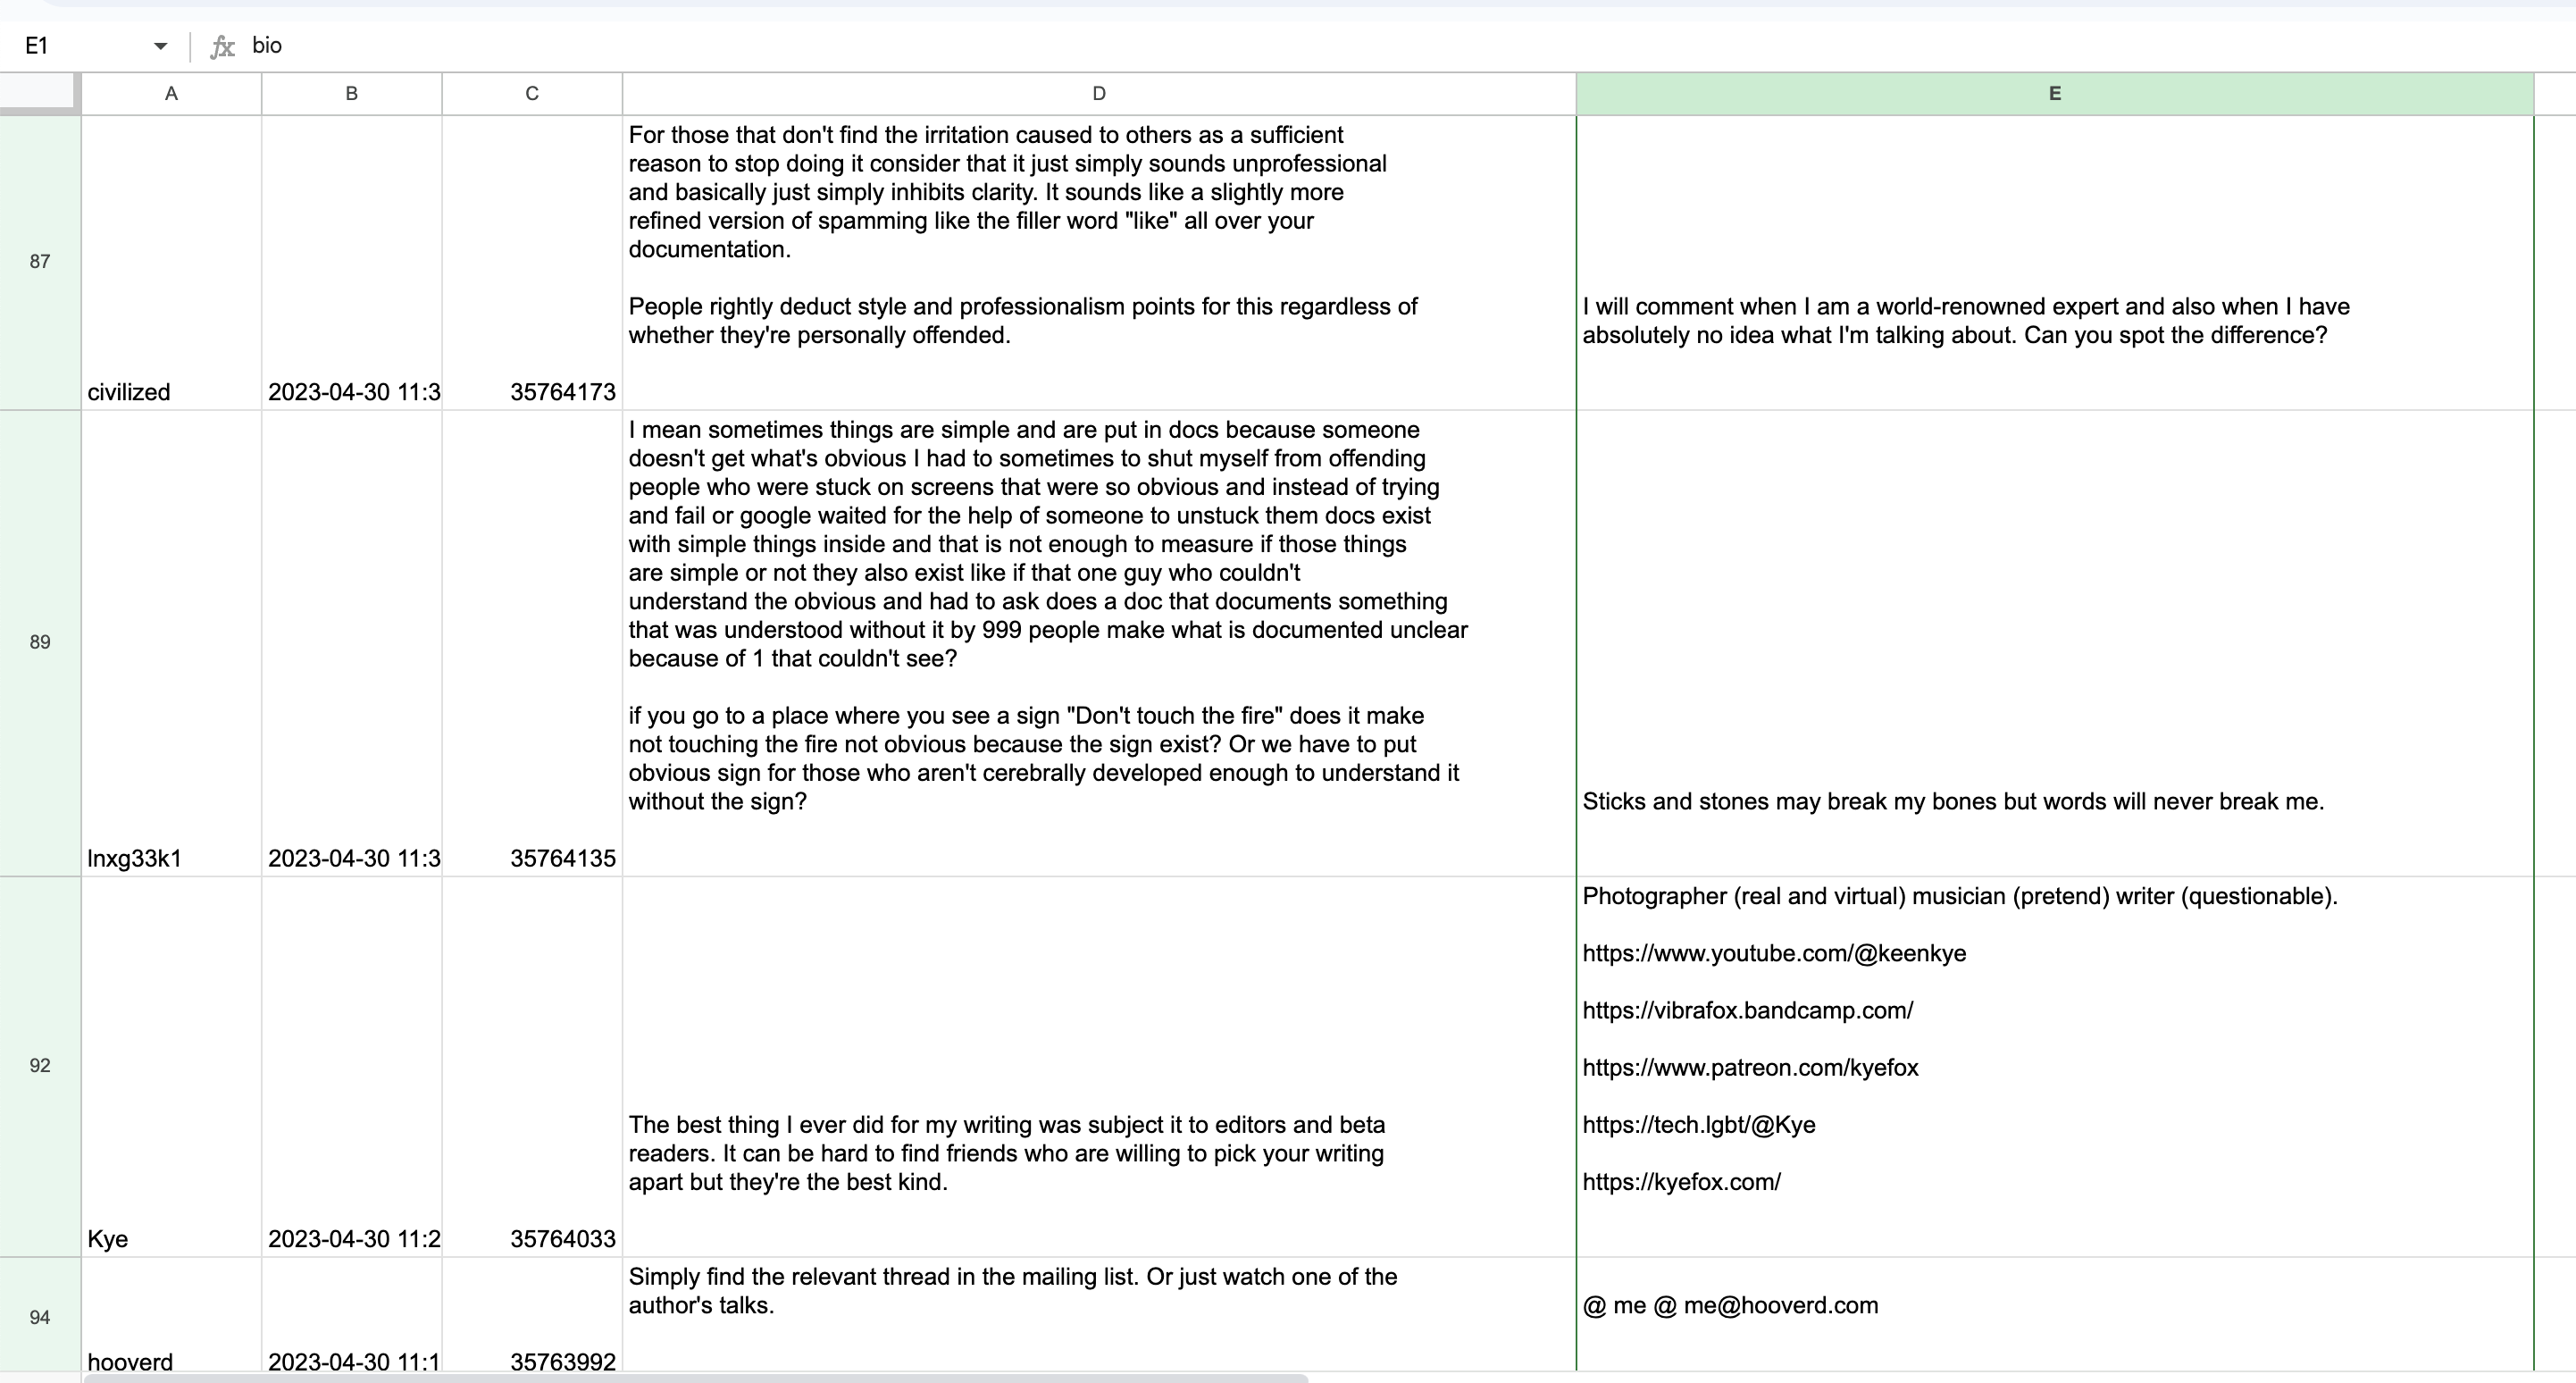 E1
fx bio
A B C D E
For those that don't find the irritation caused to others as a sufficient
reason to stop doing it consider that it just simply sounds unprofessional
and basically just simply inhibits clarity. It sounds like a slightly more
refined version of spamming like the filler word "like" all over your
documentation.
People rightly deduct style and professionalism points for this regardless of
whether they're personally offended.
I will comment when I am a world-renowned expert and also when I have
absolutely no idea what I'm talking about. Can you spot the difference?
87
civilized 2023-04-30 11:3 35764173
I mean sometimes things are simple and are put in docs because someone
doesn't get what's obvious I had to sometimes to shut myself from offending
people who were stuck on screens that were so obvious and instead of trying
and fail or google waited for the help of someone to unstuck them docs exist
with simple things inside and that is not enough to measure if those things
are simple or not they also exist like if that one guy who couldn't
understand the obvious and had to ask does a doc that documents something
that was understood without it by 999 people make what is documented unclear
because of 1 that couldn't see?
if you go to a place where you see a sign "Don't touch the fire" does it make
not touching the fire not obvious because the sign exist? Or we have to put
obvious sign for those who aren't cerebrally developed enough to understand it
without the sign?
Sticks and stones may break my bones but words will never break me.
89
lnxg33k1 2023-04-30 11:3 35764135
The best thing I ever did for my writing was subject it to editors and beta
readers. It can be hard to find friends who are willing to pick your writing
apart but they're the best kind.
Photographer (real and virtual) musician (pretend) writer (questionable).
https://www.youtube.com/@keenkye
https://vibrafox.bandcamp.com/
https://www.patreon.com/kyefox
https://tech.lgbt/@Kye
https://kyefox.com/
92
Kye 2023-04-30 11:2 35764033
Simply find the relevant thread in the mailing list. Or just watch one of the
author's talks.
@ me @ me@hooverd.com
94
hooverd 2023-04-30 11:1 35763992